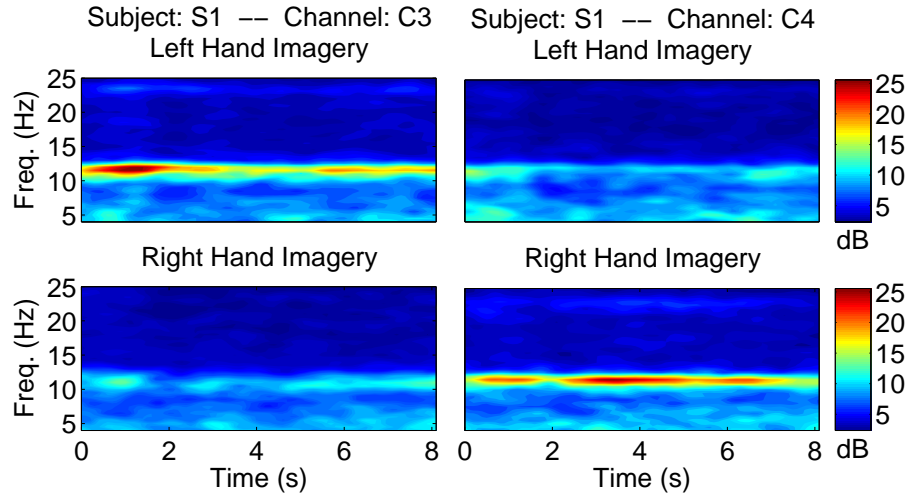 Subject: S1 −− Channel: C3
Left Hand Imagery
Subject: S1 −− Channel: C4
Left Hand Imagery
Freq. (Hz)
25
20
15
10
5
25
20
15
10
5
dB
Right Hand Imagery
Right Hand Imagery
Freq. (Hz)
25
20
15
10
5
0 2 4 6 8
Time (s)
0 2 4 6 8
Time (s)
25
20
15
10
5
dB